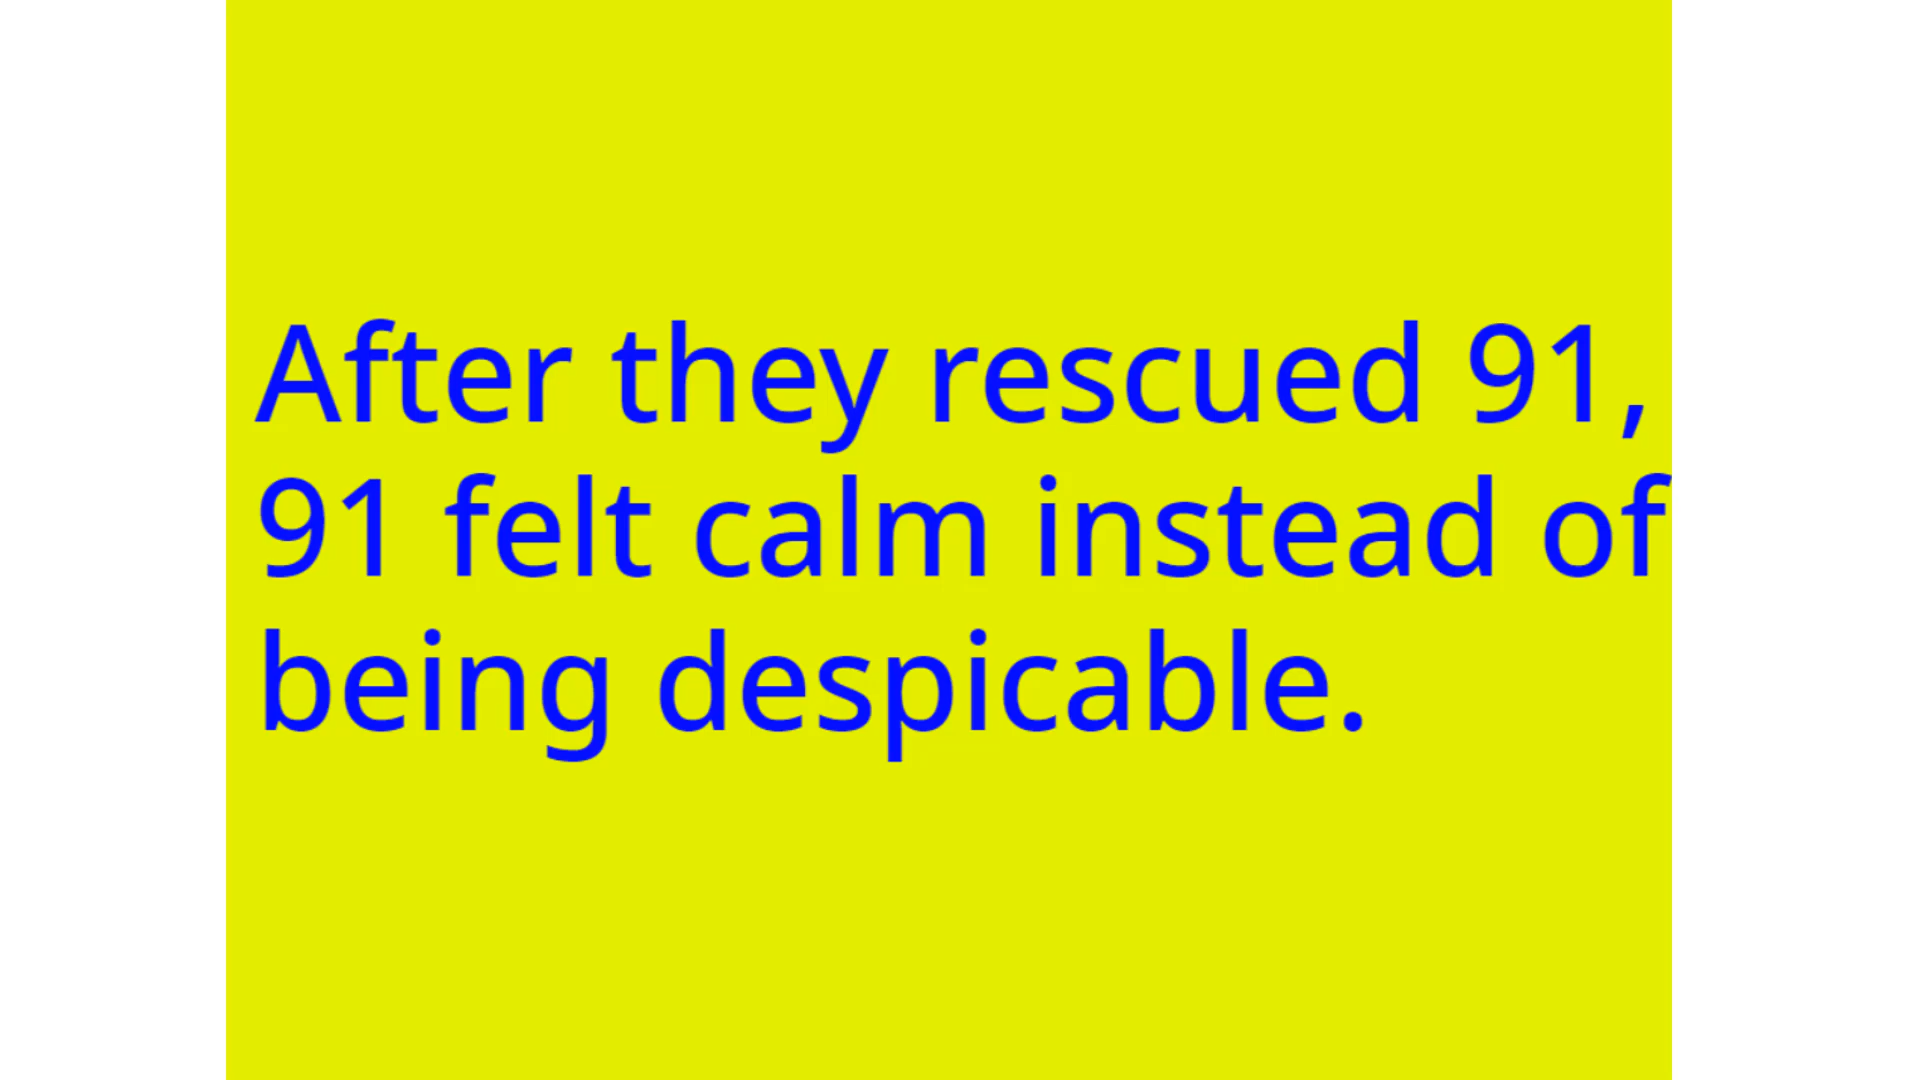 After they rescued 91,
91 felt calm instead of
being despicable.